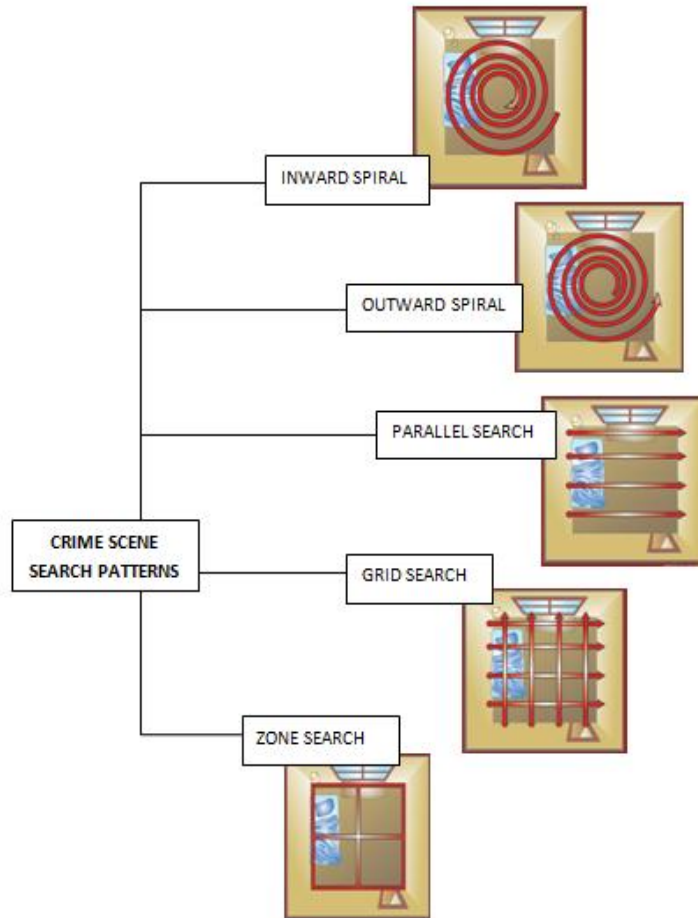 INWARD SPIRAL
OUTWARD SPIRAL
PARALLEL SEARCH
CRIME SCENE
SEARCH PATTERNS
GRID SEARCH
ZONE SEARCH